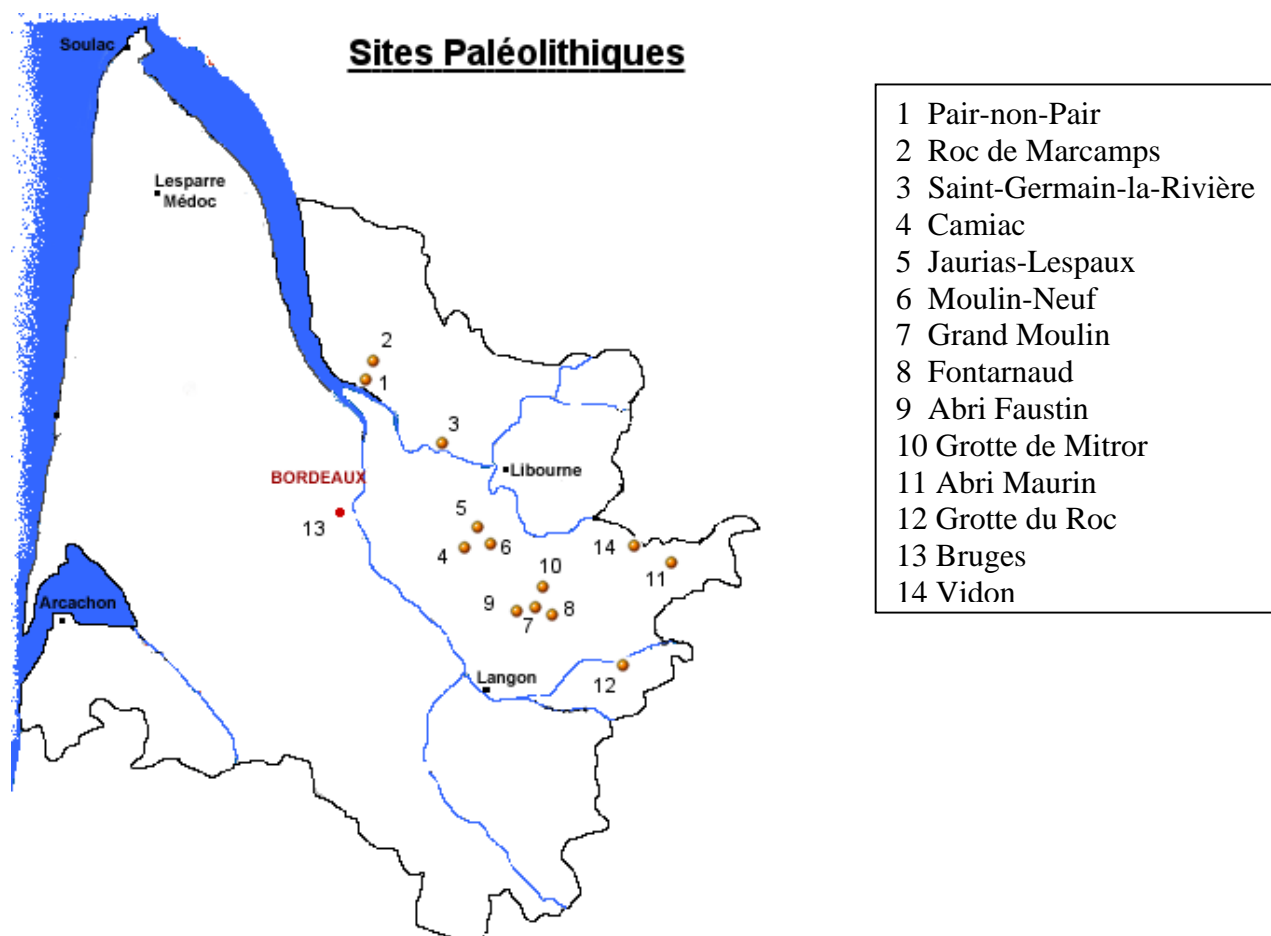 Sites Paléolithiques
Soulac
Lesparre
Médoc
2
1
3
Libourne
BORDEAUX
13
5
4
6
14
11
10
9
7
8
Arcachon
Langon
12
1 Pair-non-Pair
2 Roc de Marcamps
3 Saint-Germain-la-Rivière
4 Camiac
5 Jaurias-Lespaux
6 Moulin-Neuf
7 Grand Moulin
8 Fontarnaud
9 Abri Faustin
10 Grotte de Mitror
11 Abri Maurin
12 Grotte du Roc
13 Bruges
14 Vidon